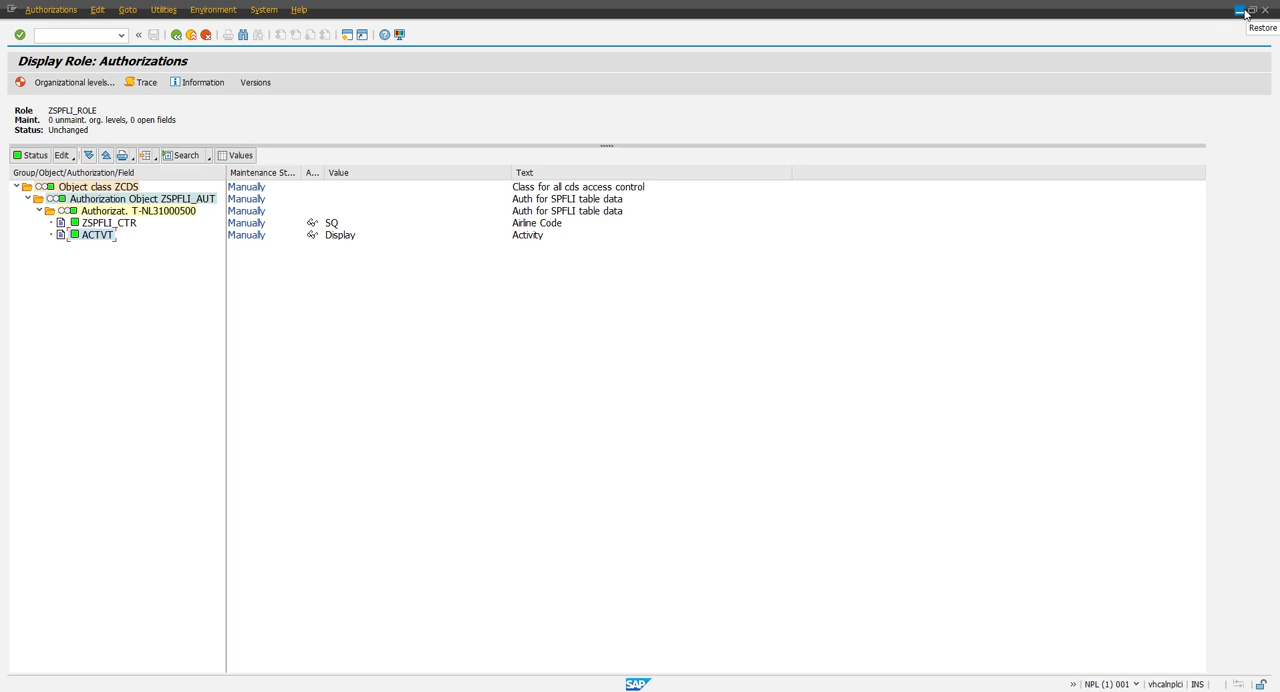 Authorizations Edit Goto Utilities Environment System Help
Restore
Display Role: Authorizations
Organizational levels... Trace Information Versions
Role ZSPFLI_ROLE
Maint. 0 unmaint. org. levels, 0 open fields
Status: Unchanged
Status Edit Search Values
Group/Object/Authorization/Field Maintenance St... A... Value Text
Object class ZCDS Manually Class for all cds access control
Authorization Object ZSPFLI_AUT Manually Auth for SPFLI table data
Authorizat. T-NL31000500 Manually Auth for SPFLI table data
ZSPFLI_CTR Manually SQ Airline Code
ACTVT Manually Display Activity
SAP » NPL (1) 001 vhcalnplci INS